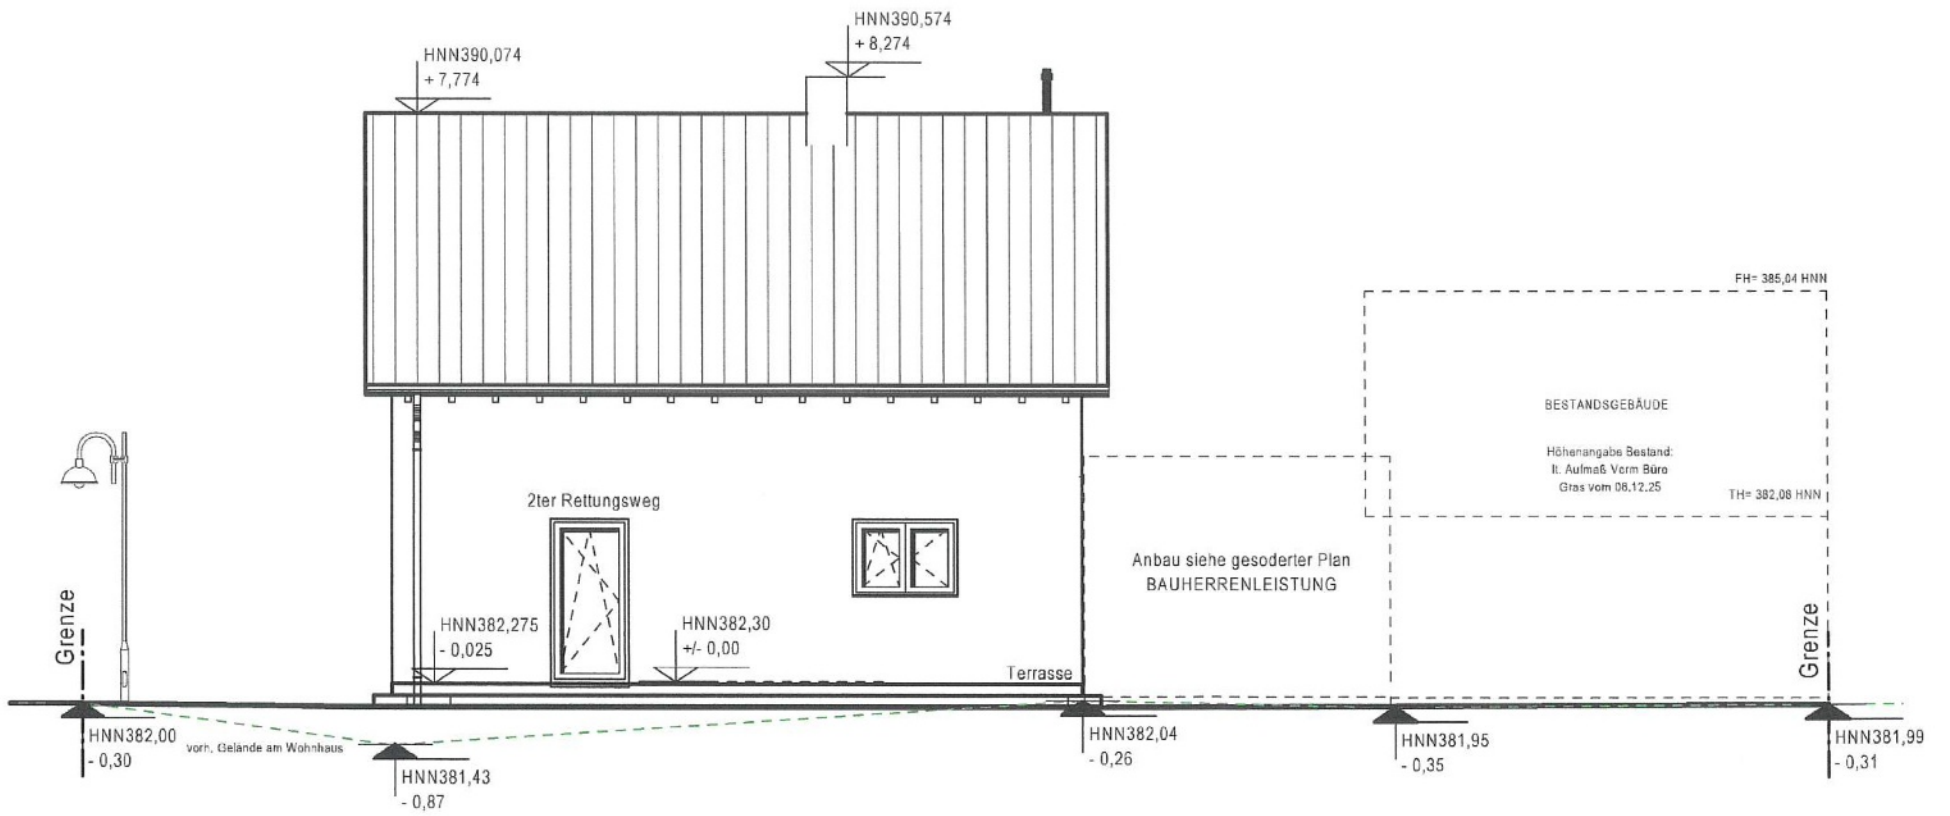 HNN390,574
+ 8,274
HNN390,074
+ 7,774
FH= 385,04 HNN
BESTANDSGEBÄUDE
Höhenangabe Bestand:
lt. Aufmaß Verm Büro
Gras vom 08.12.25
TH= 382,08 HNN
2ter Rettungsweg
Anbau siehe gesoderter Plan
BAUHERRENLEISTUNG
Grenze
HNN382,275
- 0,025
HNN382,30
+/- 0,00
Terrasse
Grenze
HNN382,00
- 0,30
vorh. Gelände am Wohnhaus
HNN381,43
- 0,87
HNN382,04
- 0,26
HNN381,95
- 0,35
HNN381,99
- 0,31